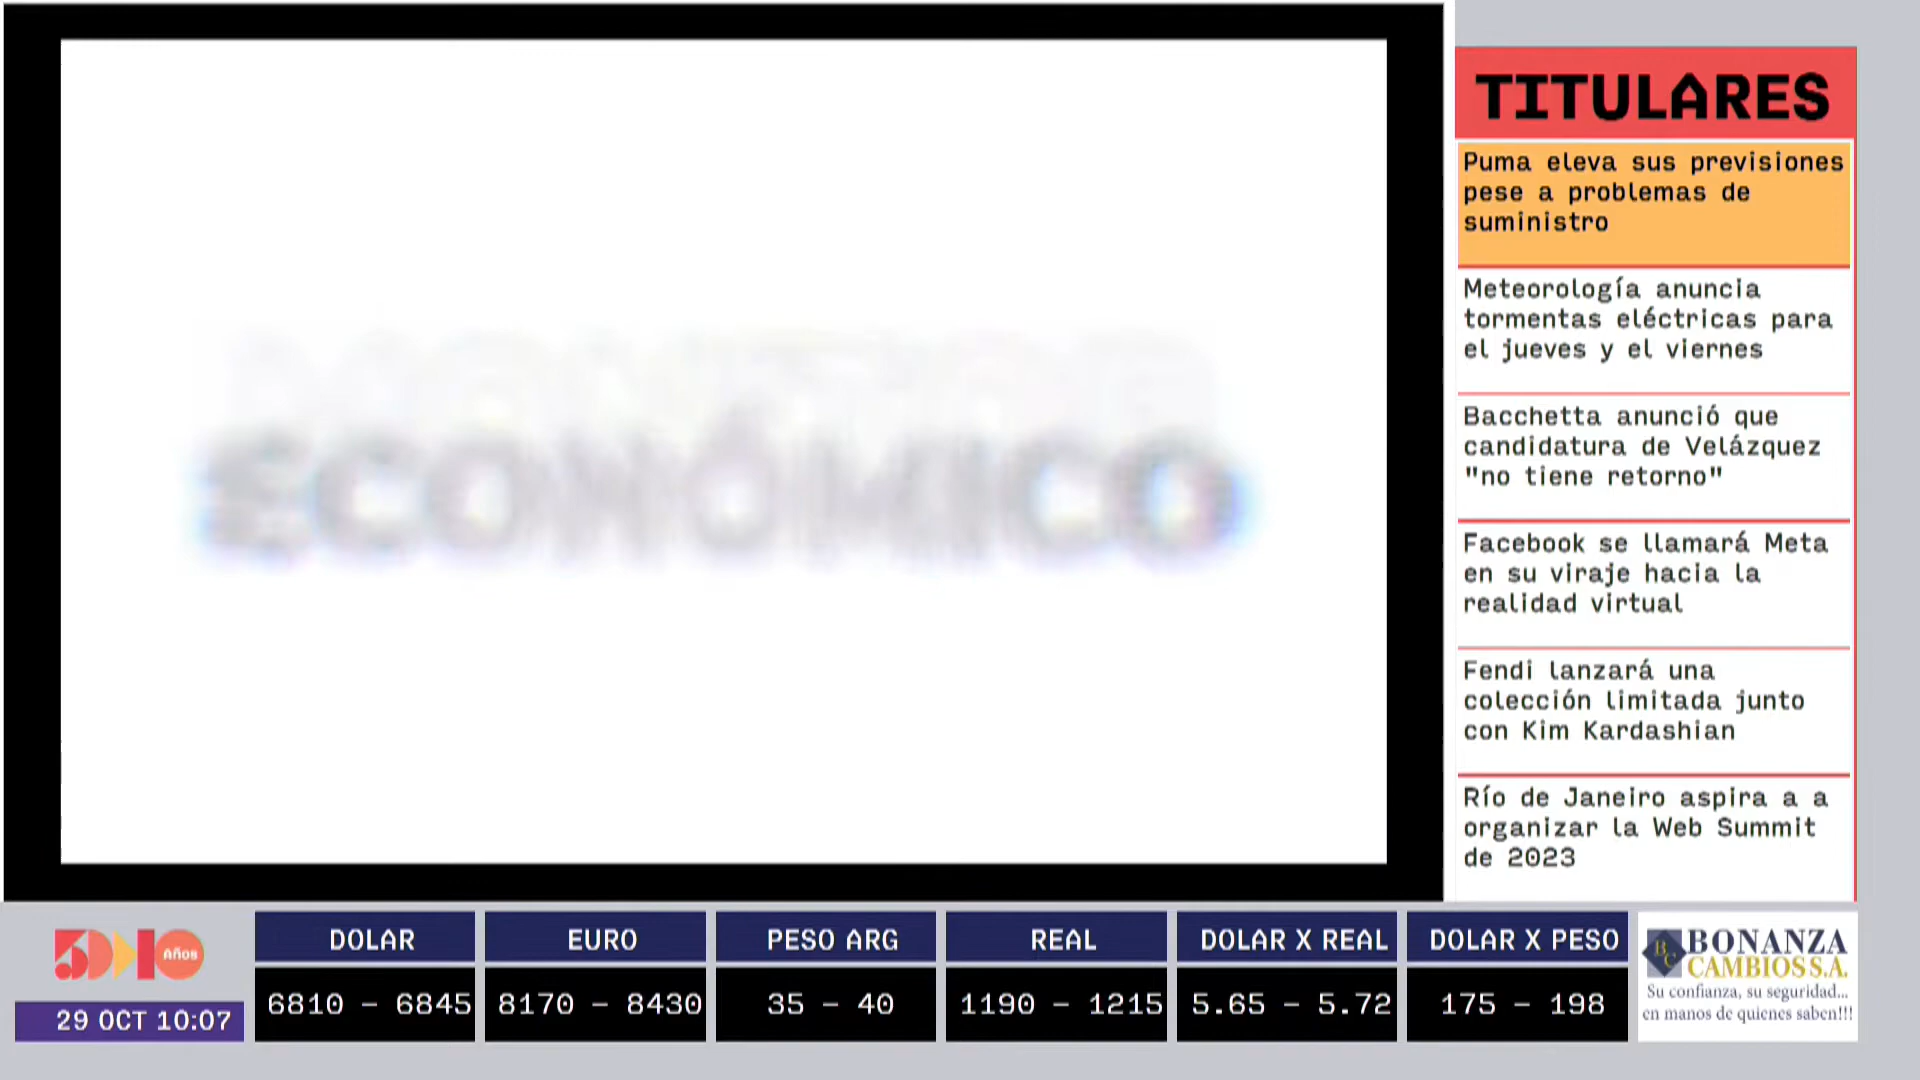 ECONÓMICO
TITULARES
Puma eleva sus previsiones
pese a problemas de
suministro
Meteorología anuncia
tormentas eléctricas para
el jueves y el viernes
Bacchetta anunció que
candidatura de Velázquez
"no tiene retorno"
Facebook se llamará Meta
en su viraje hacia la
realidad virtual
Fendi lanzará una
colección limitada junto
con Kim Kardashian
Río de Janeiro aspira a a
organizar la Web Summit
de 2023
Años
29 OCT 10:07
DOLAR
6810 - 6845
EURO
8170 - 8430
PESO ARG
35 - 40
REAL
1190 - 1215
DOLAR X REAL
5.65 - 5.72
DOLAR X PESO
175 - 198
BC
BONANZA
CAMBIOS S.A.
Su confianza, su seguridad...
en manos de quienes saben!!!